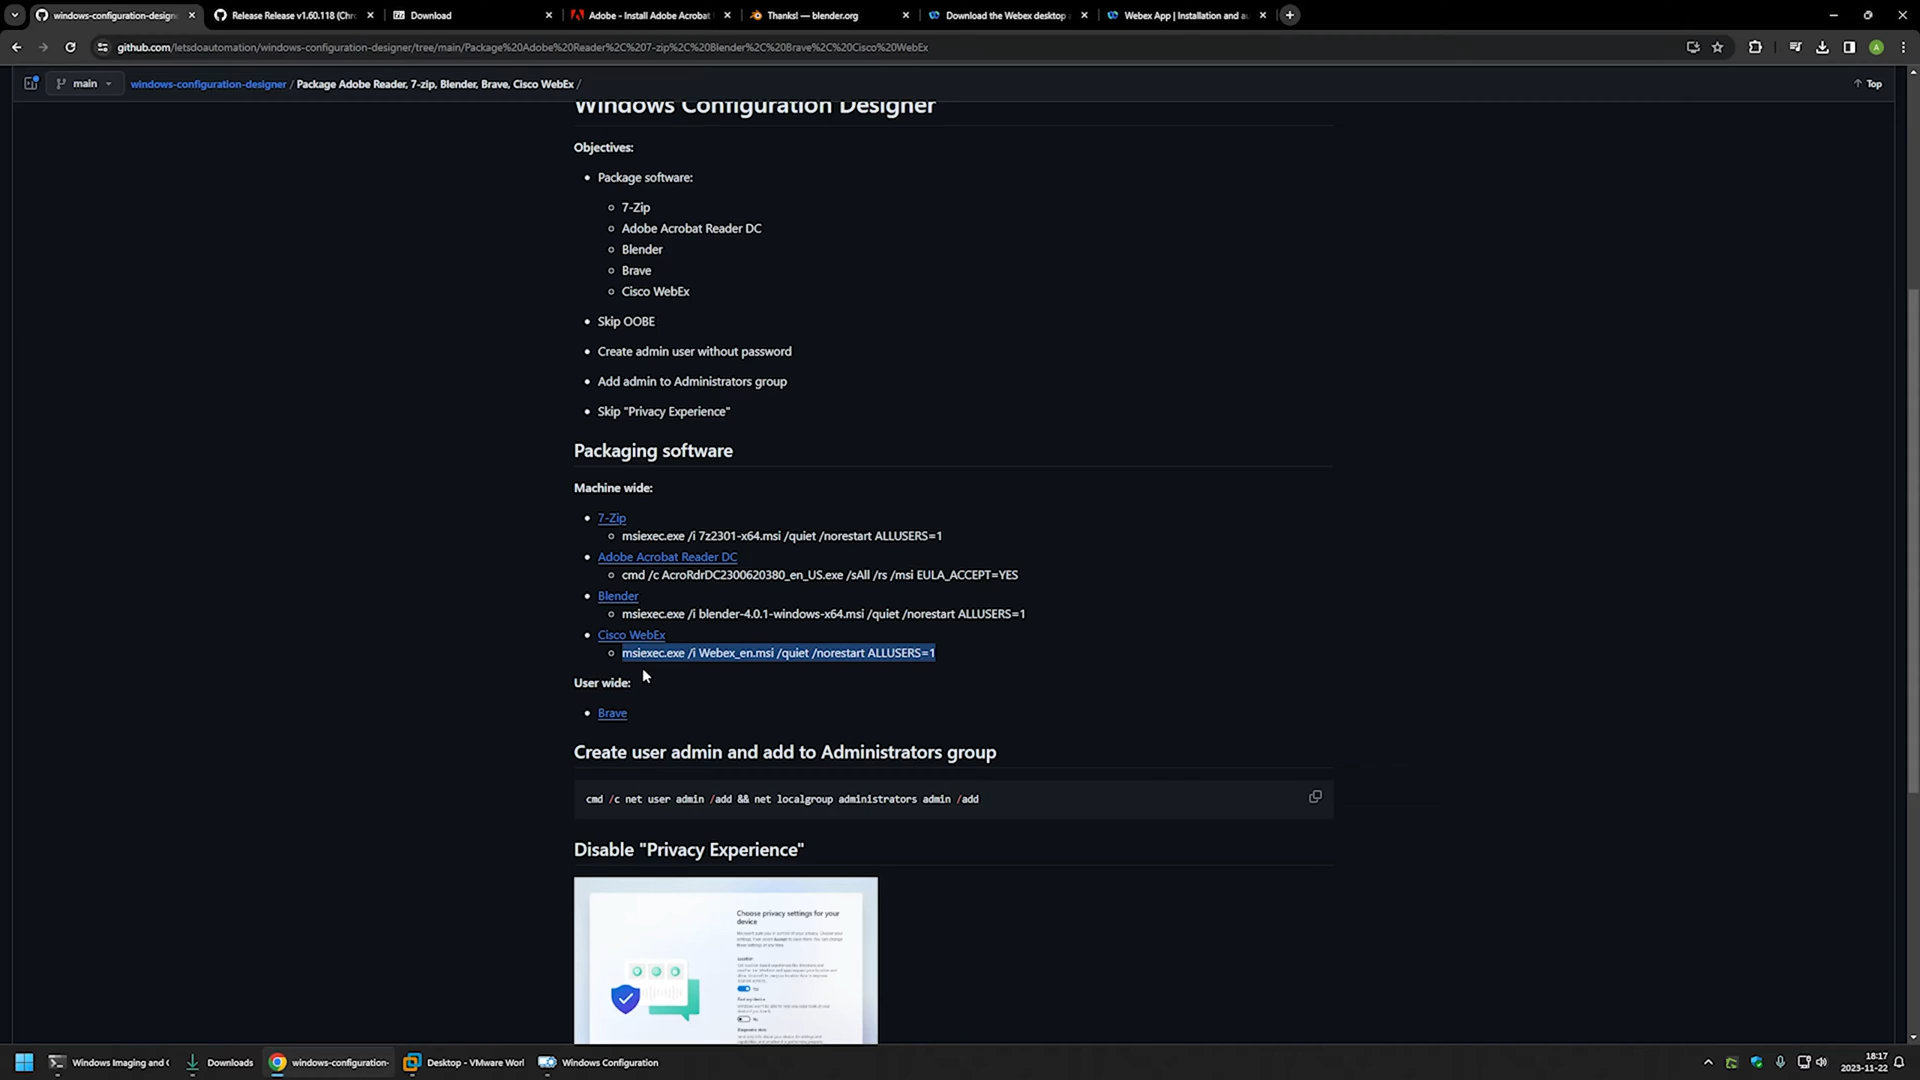 windows-configuration-design
Release Release v1.60.118 (Chr
Download
Adobe - Install Adobe Acrobat
Thanks! — blender.org
Download the Webex desktop
Webex App | Installation and au
github.com/letsdoautomation/windows-configuration-designer/tree/main/Package%20Adobe%20Reader%2C%207-zip%2C%20Blender%2C%20Brave%2C%20Cisco%20WebEx
main
windows-configuration-designer / Package Adobe Reader, 7-zip, Blender, Brave, Cisco WebEx /
Top
Windows Configuration Designer
Objectives:
Package software:
7-Zip
Adobe Acrobat Reader DC
Blender
Brave
Cisco WebEx
Skip OOBE
Create admin user without password
Add admin to Administrators group
Skip "Privacy Experience"
Packaging software
Machine wide:
7-Zip
msiexec.exe /i 7z2301-x64.msi /quiet /norestart ALLUSERS=1
Adobe Acrobat Reader DC
cmd /c AcroRdrDC2300620380_en_US.exe /sAll /rs /msi EULA_ACCEPT=YES
Blender
msiexec.exe /i blender-4.0.1-windows-x64.msi /quiet /norestart ALLUSERS=1
Cisco WebEx
msiexec.exe /i Webex_en.msi /quiet /norestart ALLUSERS=1
User wide:
Brave
Create user admin and add to Administrators group
cmd /c net user admin /add && net localgroup administrators admin /add
Disable "Privacy Experience"
Choose privacy settings for your
device
Location
Windows Imaging and C
Downloads
windows-configuration-
Desktop - VMware Worl
Windows Configuration
18:17
2023-11-22